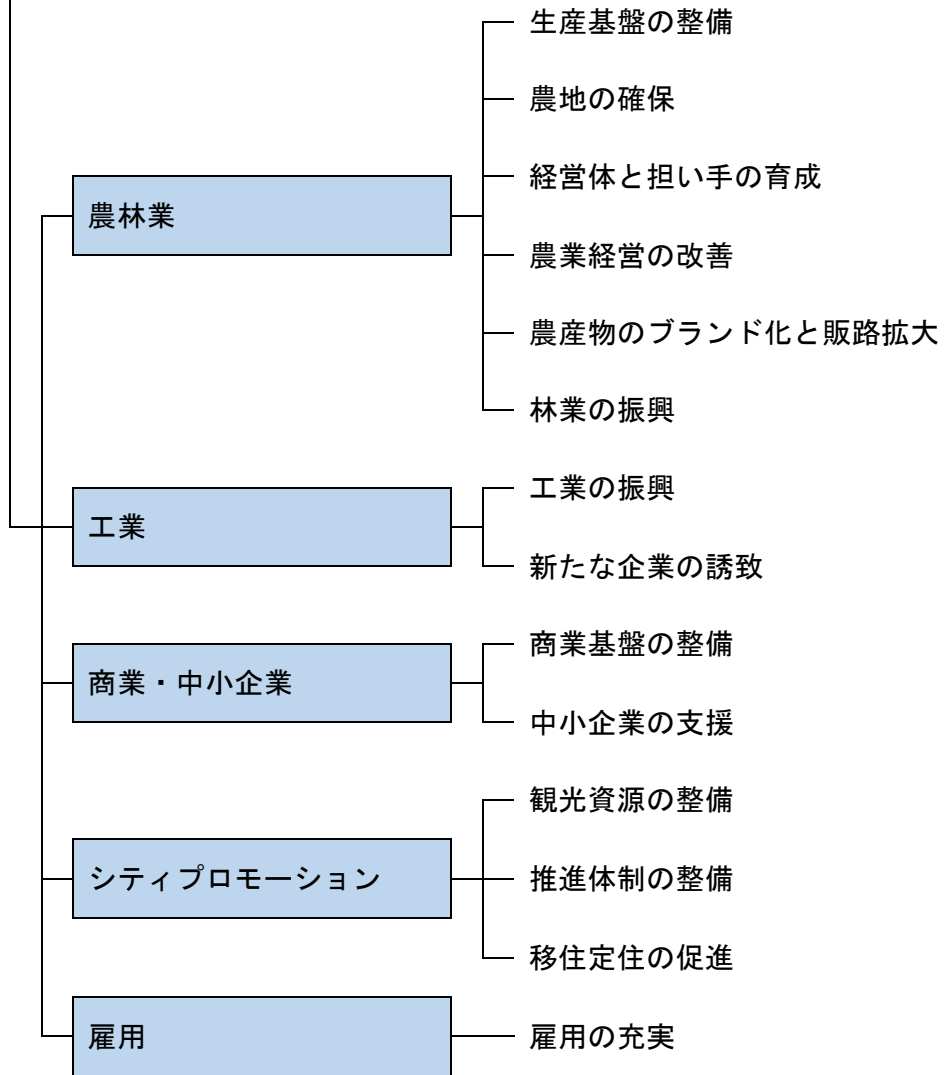 生産基盤の整備
農地の確保
経営体と担い手の育成
農林業
農業経営の改善
農産物のブランド化と販路拡大
林業の振興
工業の振興
工業
新たな企業の誘致
商業基盤の整備
商業・中小企業
中小企業の支援
観光資源の整備
シティプロモーション
推進体制の整備
移住定住の促進
雇用
雇用の充実